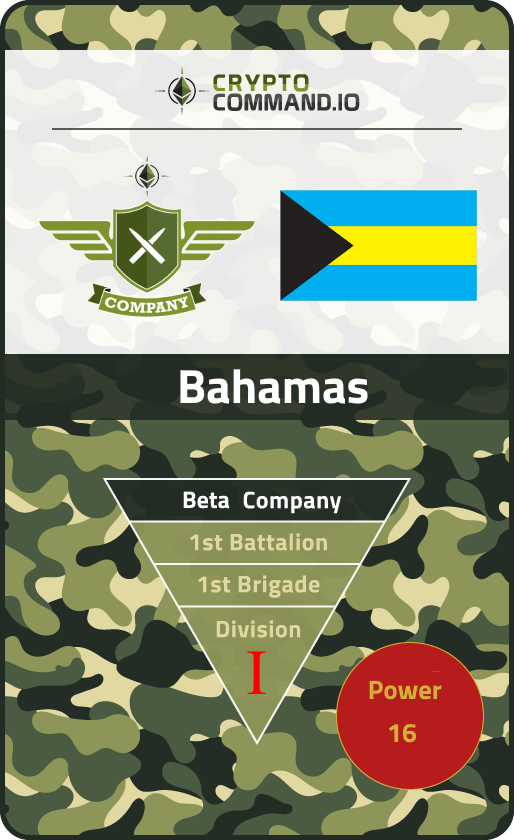 CRYPTO
COMMAND.IO
COMPANY
Bahamas
Beta Company
1st Battalion
1st Brigade
Division
I
Power
16